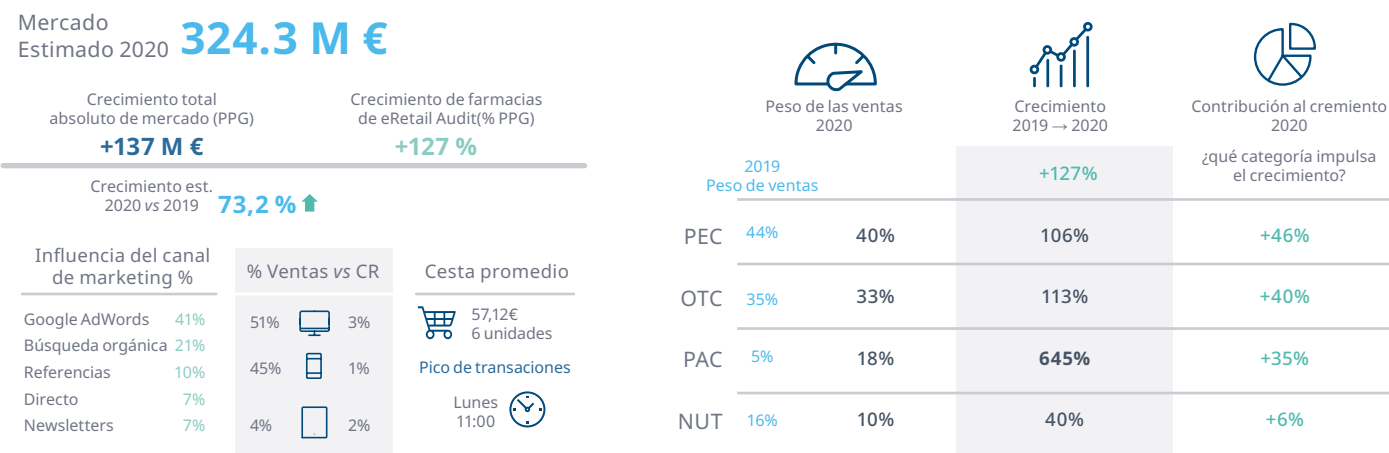 Mercado
Estimado 2020 324.3 M €
Crecimiento total
absoluto de mercado (PPG)
+137 M €
Crecimiento de farmacias
de eRetail Audit(% PPG)
+127 %
Crecimiento est.
2020 vs 2019 73,2 %
Influencia del canal
de marketing %
Google AdWords 41%
Búsqueda orgánica 21%
Referencias 10%
Directo 7%
Newsletters 7%
% Ventas vs CR
51% 3%
45% 1%
4% 2%
Cesta promedio
57,12€
6 unidades
Pico de transaciones
Lunes
11:00
Peso de las ventas
2020
Crecimiento
2019 → 2020
Contribución al cremiento
2020
2019
Peso de ventas
+127%
¿qué categoría impulsa
el crecimiento?
PEC 44% 40% 106% +46%
OTC 35% 33% 113% +40%
PAC 5% 18% 645% +35%
NUT 16% 10% 40% +6%